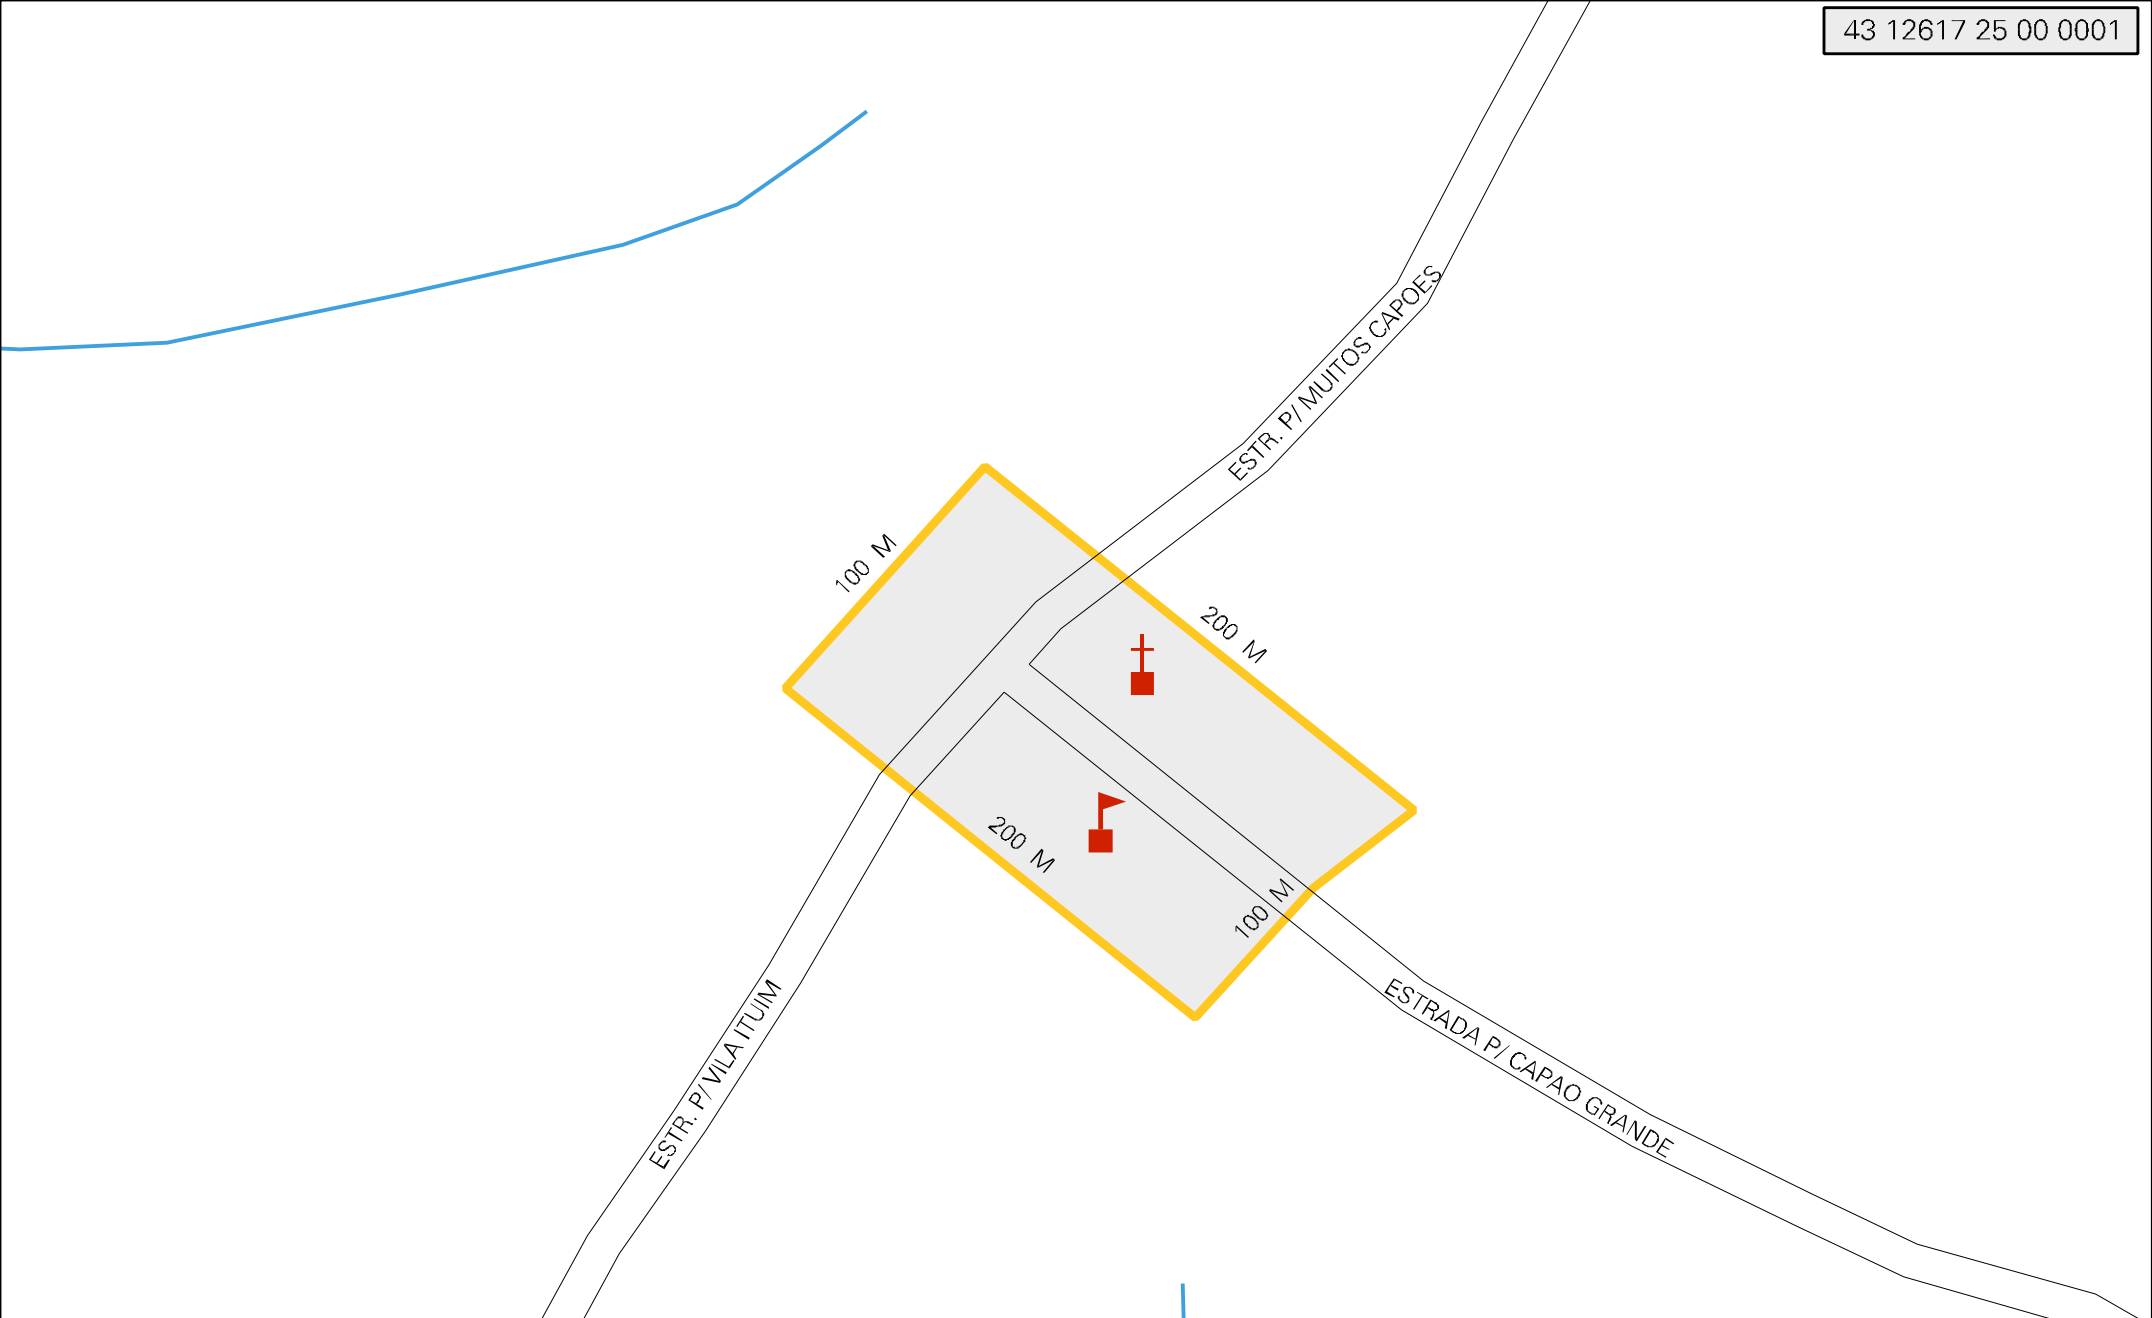 43 12617 25 00 0001
ESTR. P/ MUITOS CAPOES
100 M
200 M
200 M
100 M
ESTR. P/ VILA ITUIM
ESTRADA P/ CAPAO GRANDE